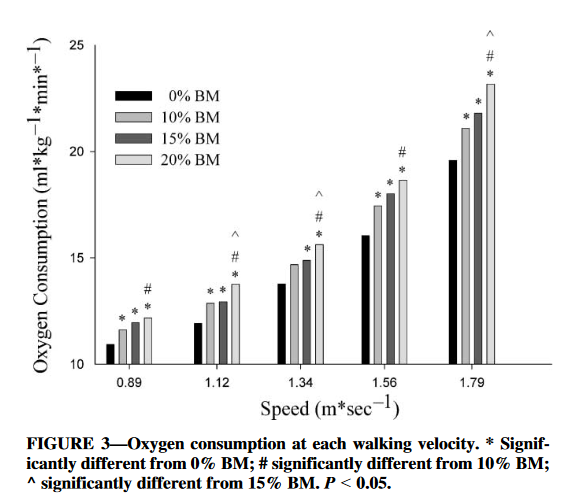 Oxygen Consumption (ml*kg−1*min*−1)
25
20
15
10
0% BM
10% BM
15% BM
20% BM
#
* * *
^
#
* * *
^
#
* *
#
* * *
^
#
* * *
0.89 1.12 1.34 1.56 1.79
Speed (m*sec−1)
FIGURE 3—Oxygen consumption at each walking velocity. * Signif-
icantly different from 0% BM; # significantly different from 10% BM;
^ significantly different from 15% BM. P < 0.05.